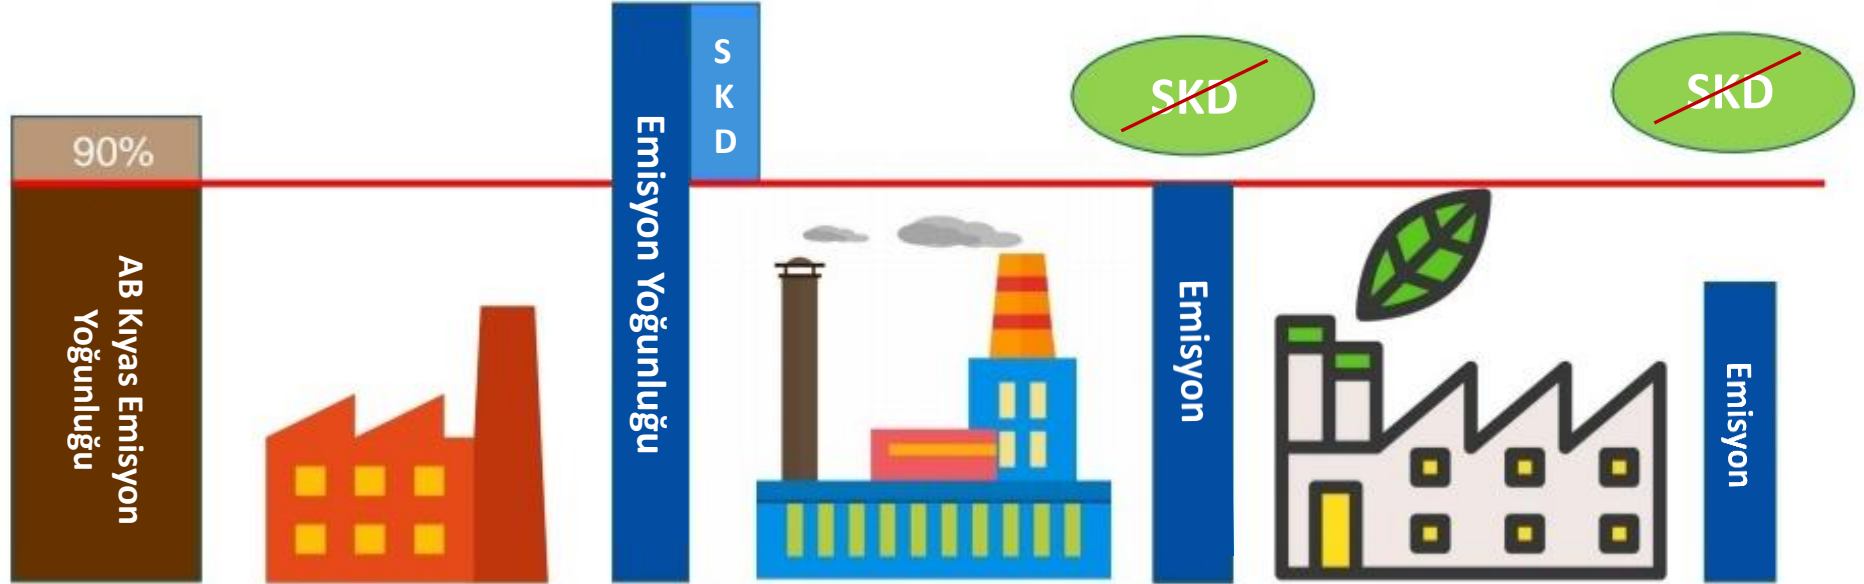 90%
AB Kıyas Emisyon
Yoğunluğu
Emisyon Yoğunluğu
S
K
D
SKD
Emisyon
SKD
Emisyon